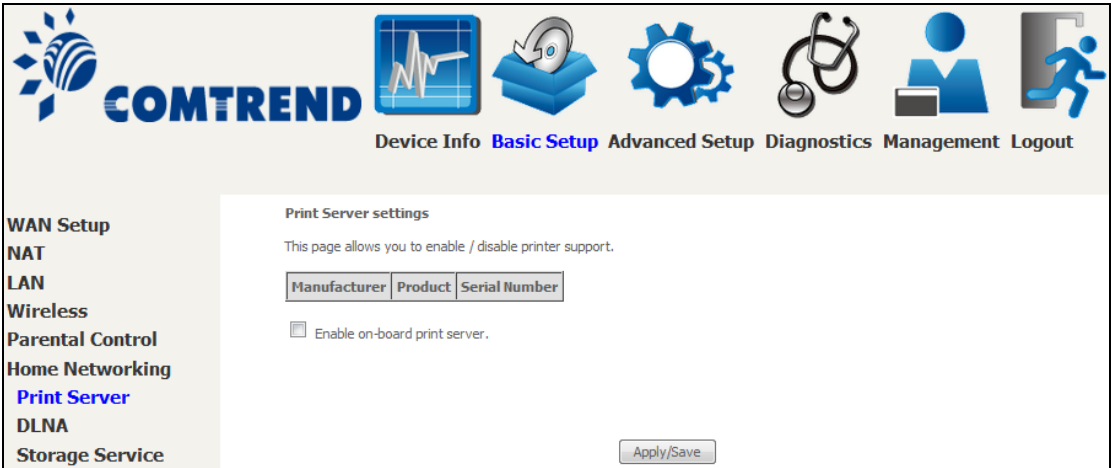 COMTREND
Device Info Basic Setup Advanced Setup Diagnostics Management Logout
WAN Setup
NAT
LAN
Wireless
Parental Control
Home Networking
Print Server
DLNA
Storage Service
Print Server settings
This page allows you to enable / disable printer support.
Manufacturer Product Serial Number
Enable on-board print server.
Apply/Save